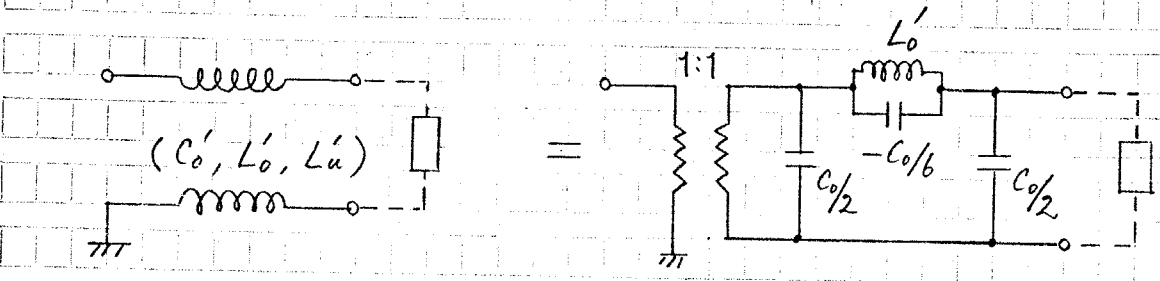 (C₀', L₀', Lu')
=
1:1
L₀'
-C₀/6
C₀/2
C₀/2